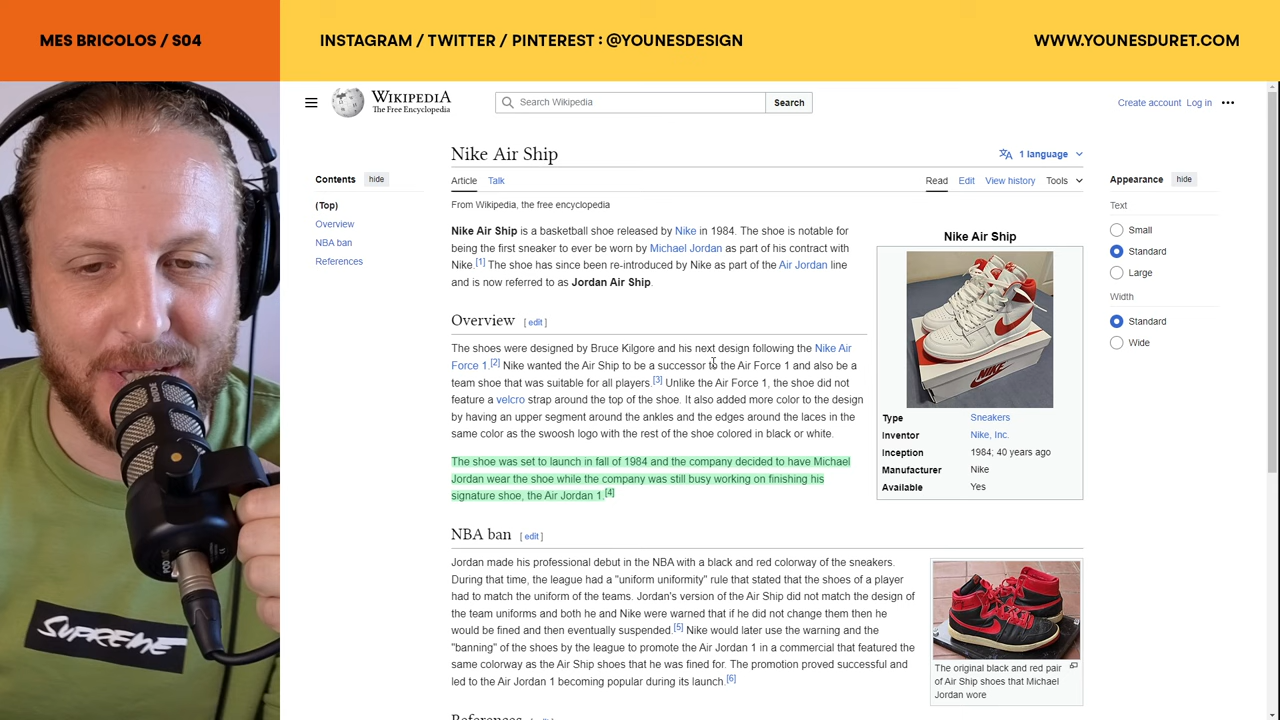 MES BRICOLOS / S04
INSTAGRAM / TWITTER / PINTEREST : @YOUNESDESIGN
WWW.YOUNESDURET.COM
WIKIPEDIA
The Free Encyclopedia
Search Wikipedia
Search
Create account
Log in
Nike Air Ship
1 language
Contents
hide
(Top)
Overview
NBA ban
References
Article
Talk
Read
Edit
View history
Tools
From Wikipedia, the free encyclopedia
Nike Air Ship is a basketball shoe released by Nike in 1984. The shoe is notable for
being the first sneaker to ever be worn by Michael Jordan as part of his contract with
Nike.[1] The shoe has since been re-introduced by Nike as part of the Air Jordan line
and is now referred to as Jordan Air Ship.
Overview [ edit ]
The shoes were designed by Bruce Kilgore and his next design following the Nike Air
Force 1.[2] Nike wanted the Air Ship to be a successor to the Air Force 1 and also be a
team shoe that was suitable for all players.[3] Unlike the Air Force 1, the shoe did not
feature a velcro strap around the top of the shoe. It also added more color to the design
by having an upper segment around the ankles and the edges around the laces in the
same color as the swoosh logo with the rest of the shoe colored in black or white.
The shoe was set to launch in fall of 1984 and the company decided to have Michael
Jordan wear the shoe while the company was still busy working on finishing his
signature shoe, the Air Jordan 1.[4]
NBA ban [ edit ]
Jordan made his professional debut in the NBA with a black and red colorway of the sneakers.
During that time, the league had a "uniform uniformity" rule that stated that the shoes of a player
had to match the uniform of the teams. Jordan's version of the Air Ship did not match the design of
the team uniforms and both he and Nike were warned that if he did not change them then he
would be fined and then eventually suspended.[5] Nike would later use the warning and the
"banning" of the shoes by the league to promote the Air Jordan 1 in a commercial that featured the
same colorway as the Air Ship shoes that he was fined for. The promotion proved successful and
led to the Air Jordan 1 becoming popular during its launch.[6]
References [ edit ]
Nike Air Ship
NIKE
Type Sneakers
Inventor Nike, Inc.
Inception 1984; 40 years ago
Manufacturer Nike
Available Yes
The original black and red pair
of Air Ship shoes that Michael
Jordan wore
Appearance
hide
Text
Small
Standard
Large
Width
Standard
Wide
RØDE
SUPREME